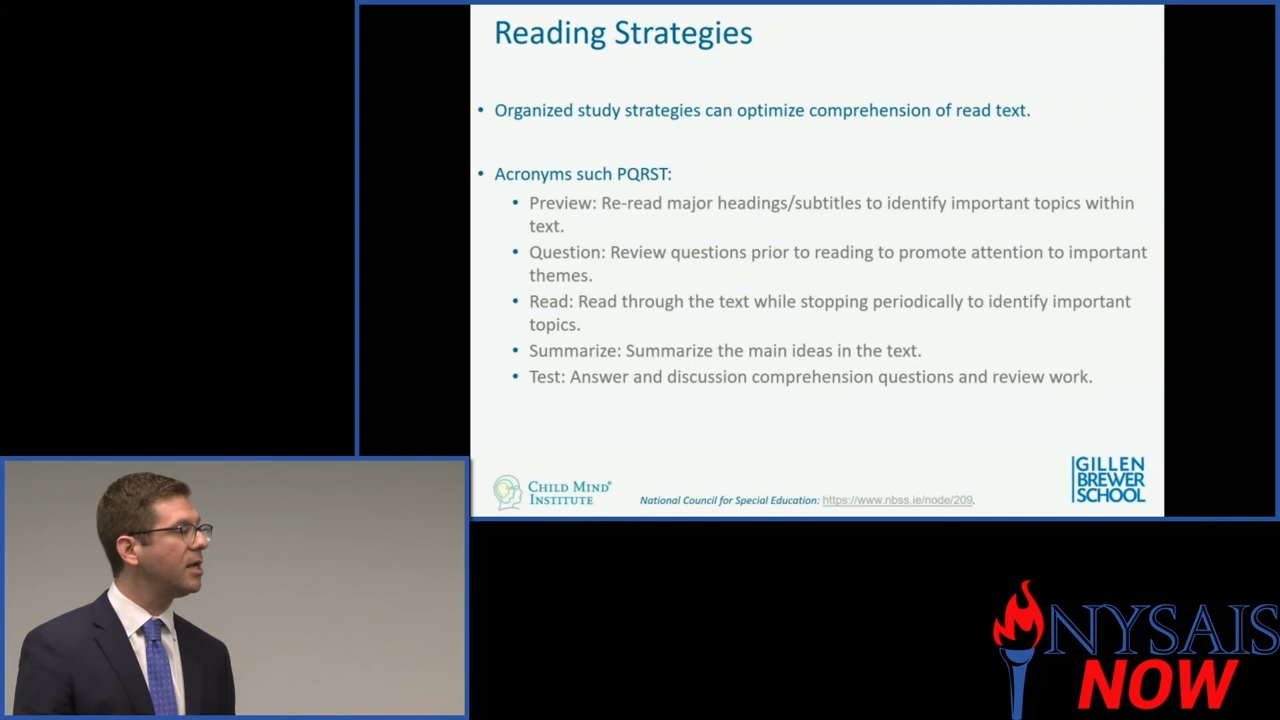 Reading Strategies
• Organized study strategies can optimize comprehension of read text.
• Acronyms such PQRST:
• Preview: Re-read major headings/subtitles to identify important topics within
text.
• Question: Review questions prior to reading to promote attention to important
themes.
• Read: Read through the text while stopping periodically to identify important
topics.
• Summarize: Summarize the main ideas in the text.
• Test: Answer and discussion comprehension questions and review work.
CHILD MIND®
INSTITUTE
National Council for Special Education: https://www.nbss.ie/node/209.
GILLEN
BREWER
SCHOOL
NYSAIS
NOW